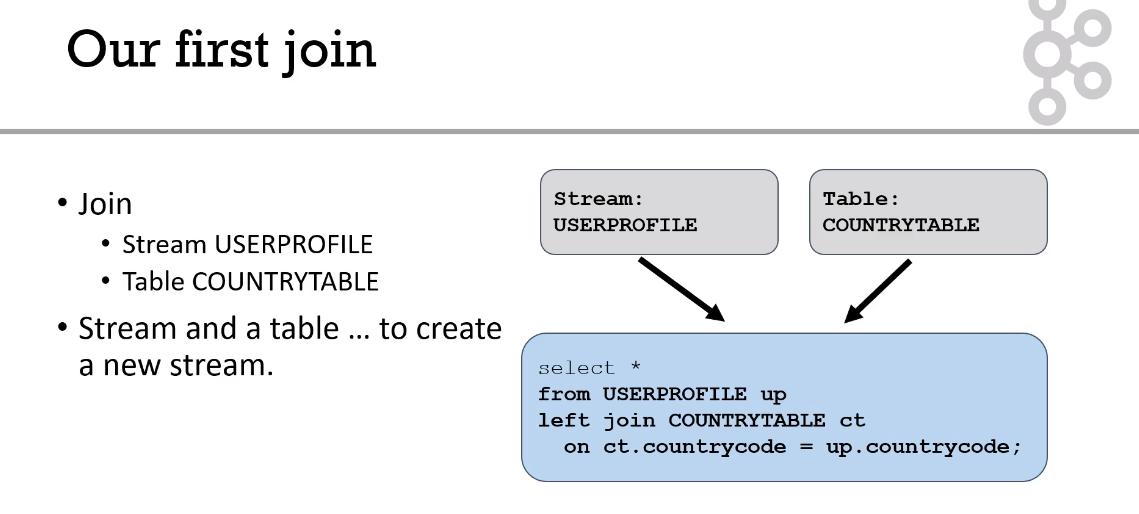 Our first join
• Join
• Stream USERPROFILE
• Table COUNTRYTABLE
• Stream and a table ... to create
a new stream.
Stream:
USERPROFILE
Table:
COUNTRYTABLE
select *
from USERPROFILE up
left join COUNTRYTABLE ct
on ct.countrycode = up.countrycode;